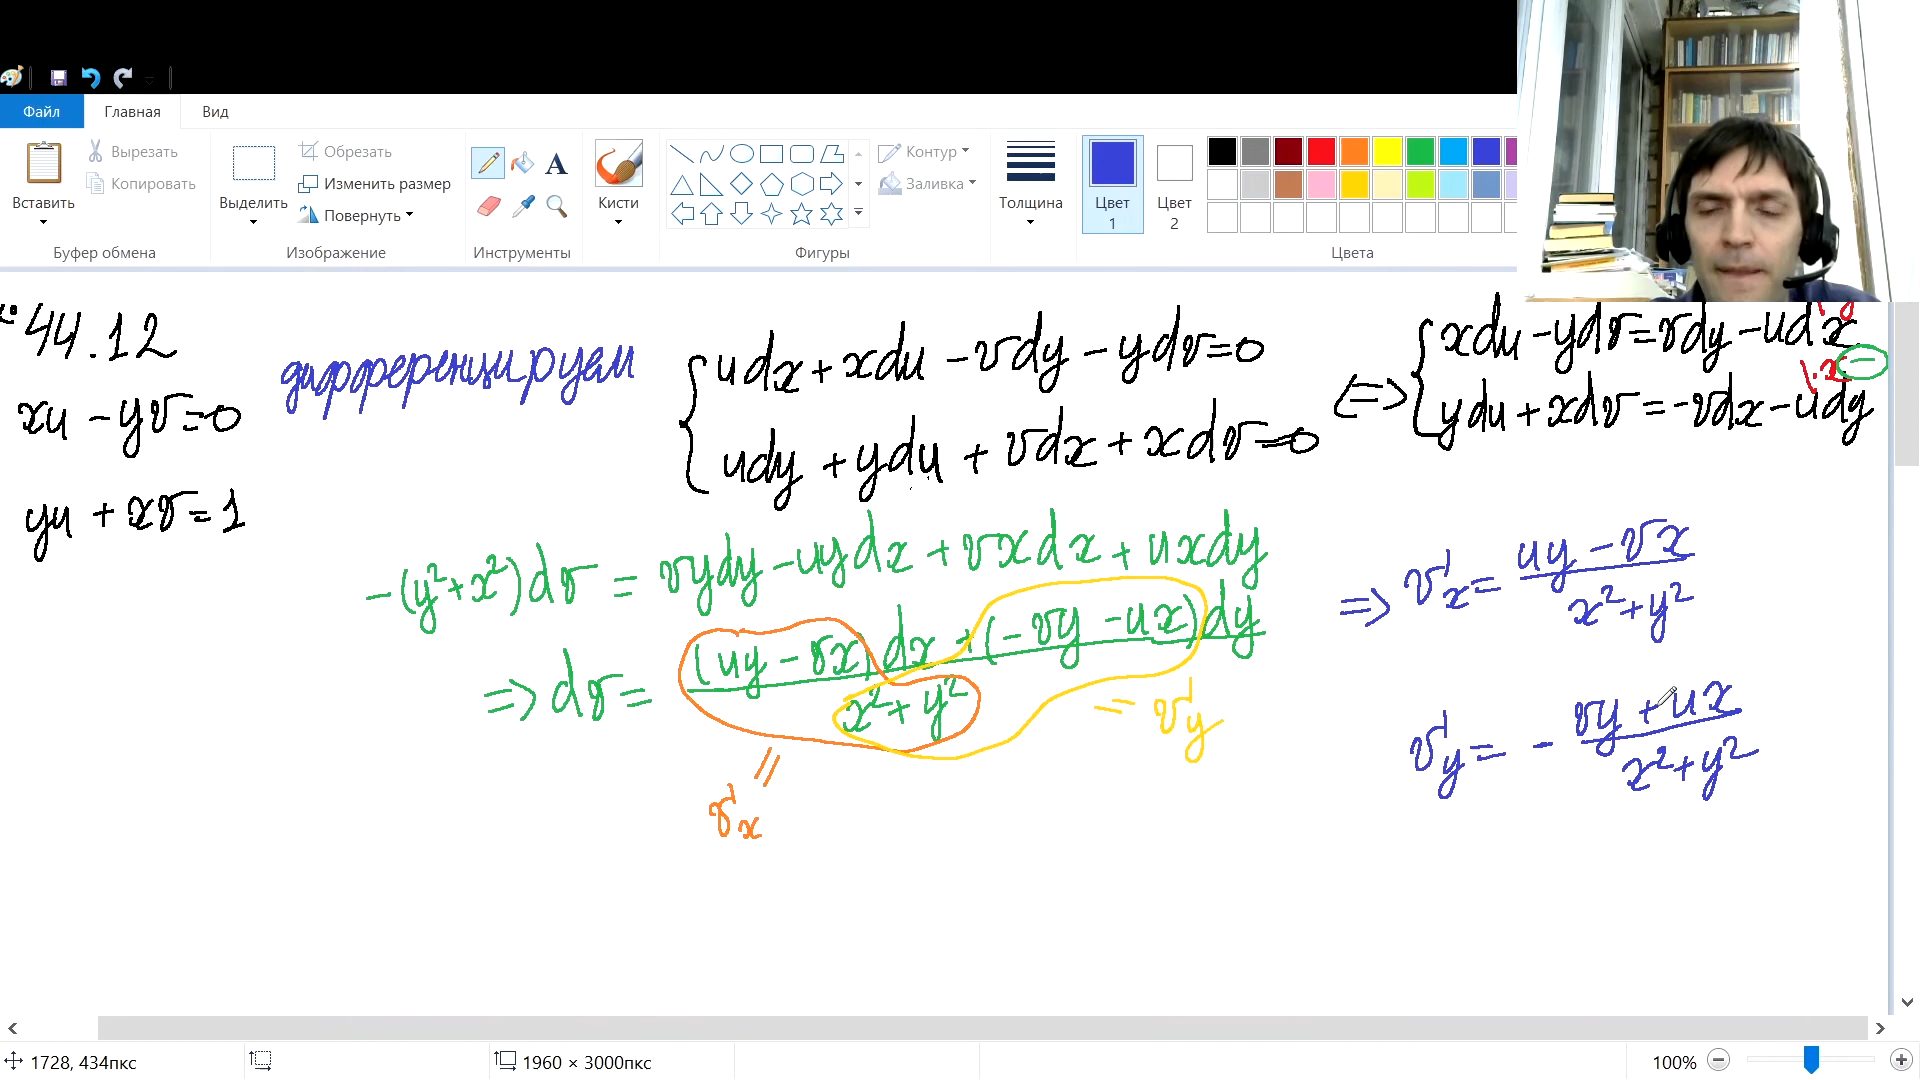 Файл Главная Вид
Вставить Вырезать Копировать Выделить Обрезать Изменить размер Повернуть Кисти Контур Заливка Толщина Цвет 1 Цвет 2
Буфер обмена Изображение Инструменты Фигуры Цвета
44.12
xu - yv = 0
yu + xv = 1
дифференцируем
udx + xdu - vdy - ydv = 0
udy + ydu + vdx + xdv = 0
<=> xdu - ydv = vdy - udx
ydu + xdv = -vdx - udy
|·x -
-(y²+x²)dv = vydy - uydx + vxdx + uxdy
=> dv = (uy - vx)dx + (-vy - ux)dy
x² + y²
= v'y
//
v'x
=> v'x = uy - vx
x² + y²
v'y = - vy + ux
x² + y²
1728, 434пкс 1960 × 3000пкс 100%